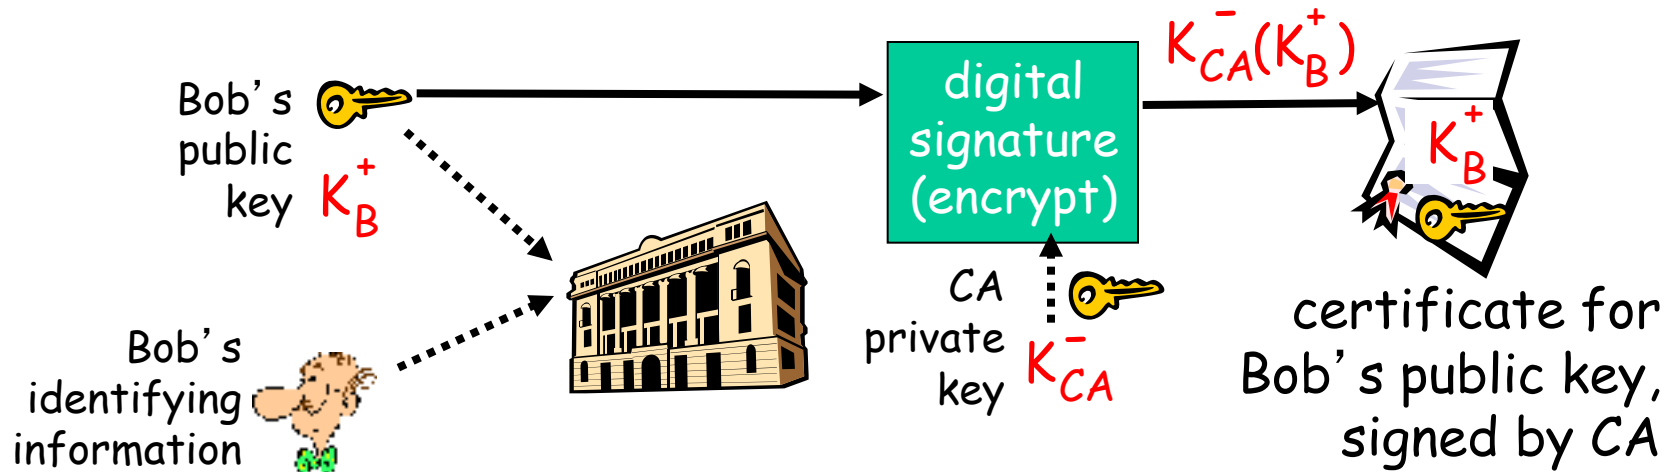 Bob's
public
key
K_B^+
digital
signature
(encrypt)
K_CA^-(K_B^+)
K_B^+
CA
private
key
K_CA^-
Bob's
identifying
information
certificate for
Bob's public key,
signed by CA